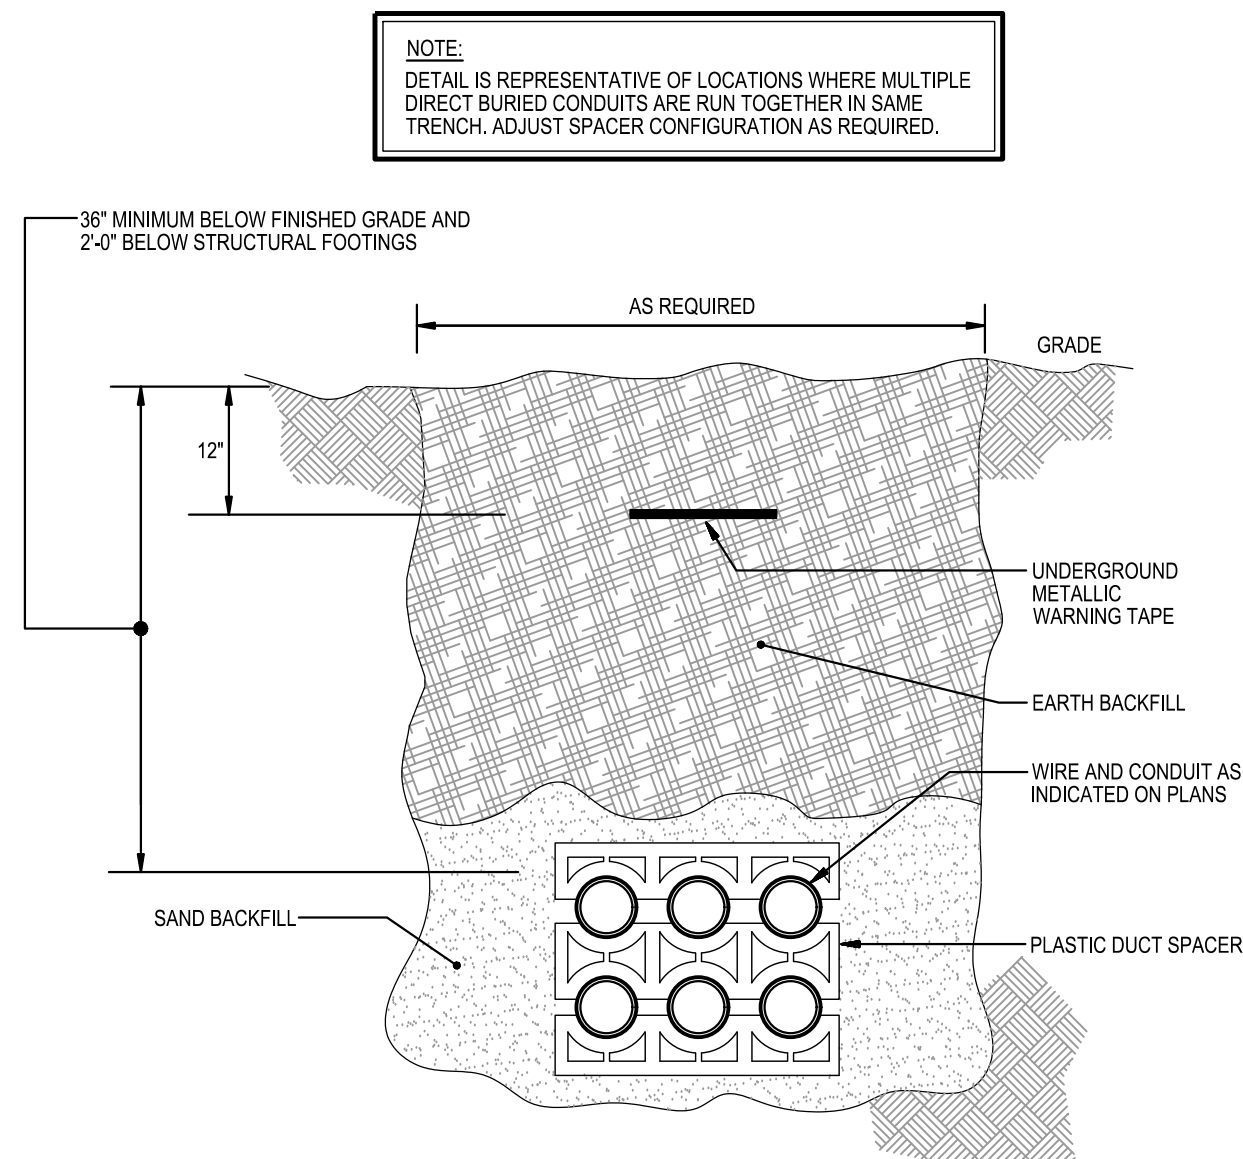 NOTE:
DETAIL IS REPRESENTATIVE OF LOCATIONS WHERE MULTIPLE
DIRECT BURIED CONDUITS ARE RUN TOGETHER IN SAME
TRENCH. ADJUST SPACER CONFIGURATION AS REQUIRED.
36" MINIMUM BELOW FINISHED GRADE AND
2'-0" BELOW STRUCTURAL FOOTINGS
AS REQUIRED
GRADE
12"
UNDERGROUND
METALLIC
WARNING TAPE
EARTH BACKFILL
WIRE AND CONDUIT AS
INDICATED ON PLANS
SAND BACKFILL
PLASTIC DUCT SPACER